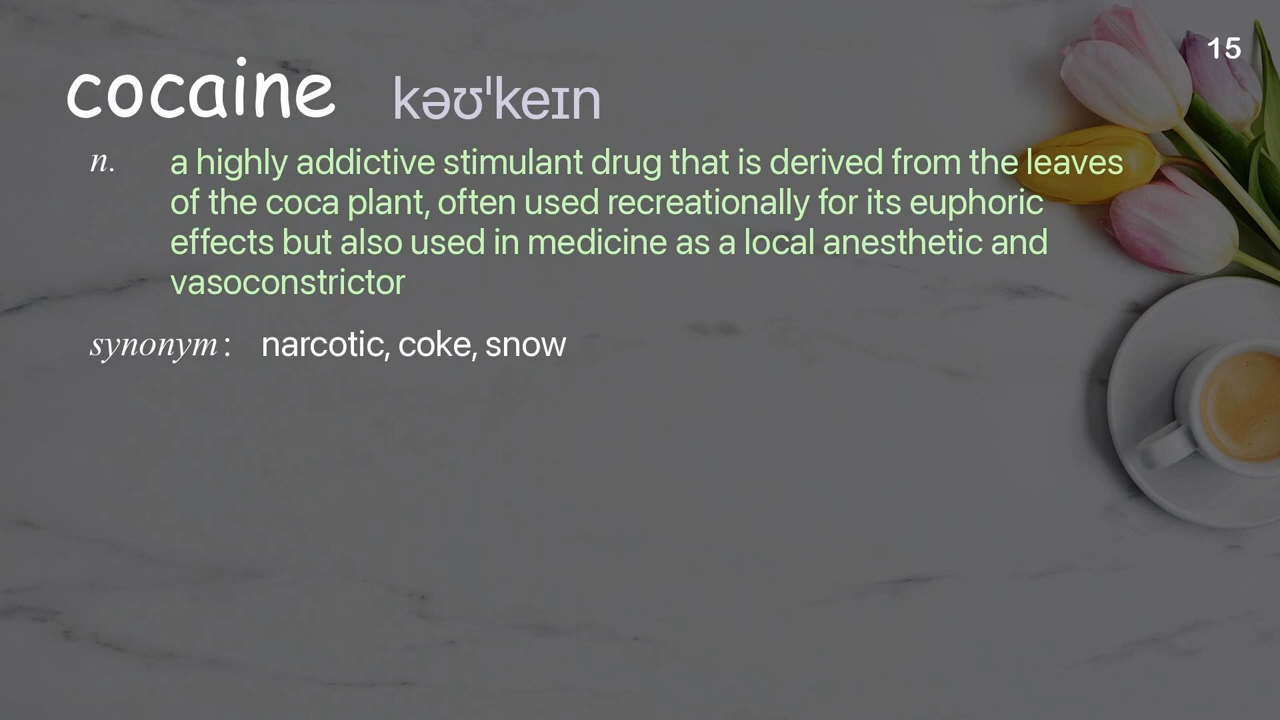 15
cocaine kəʊˈkeɪn
n. a highly addictive stimulant drug that is derived from the leaves
of the coca plant, often used recreationally for its euphoric
effects but also used in medicine as a local anesthetic and
vasoconstrictor
synonym : narcotic, coke, snow